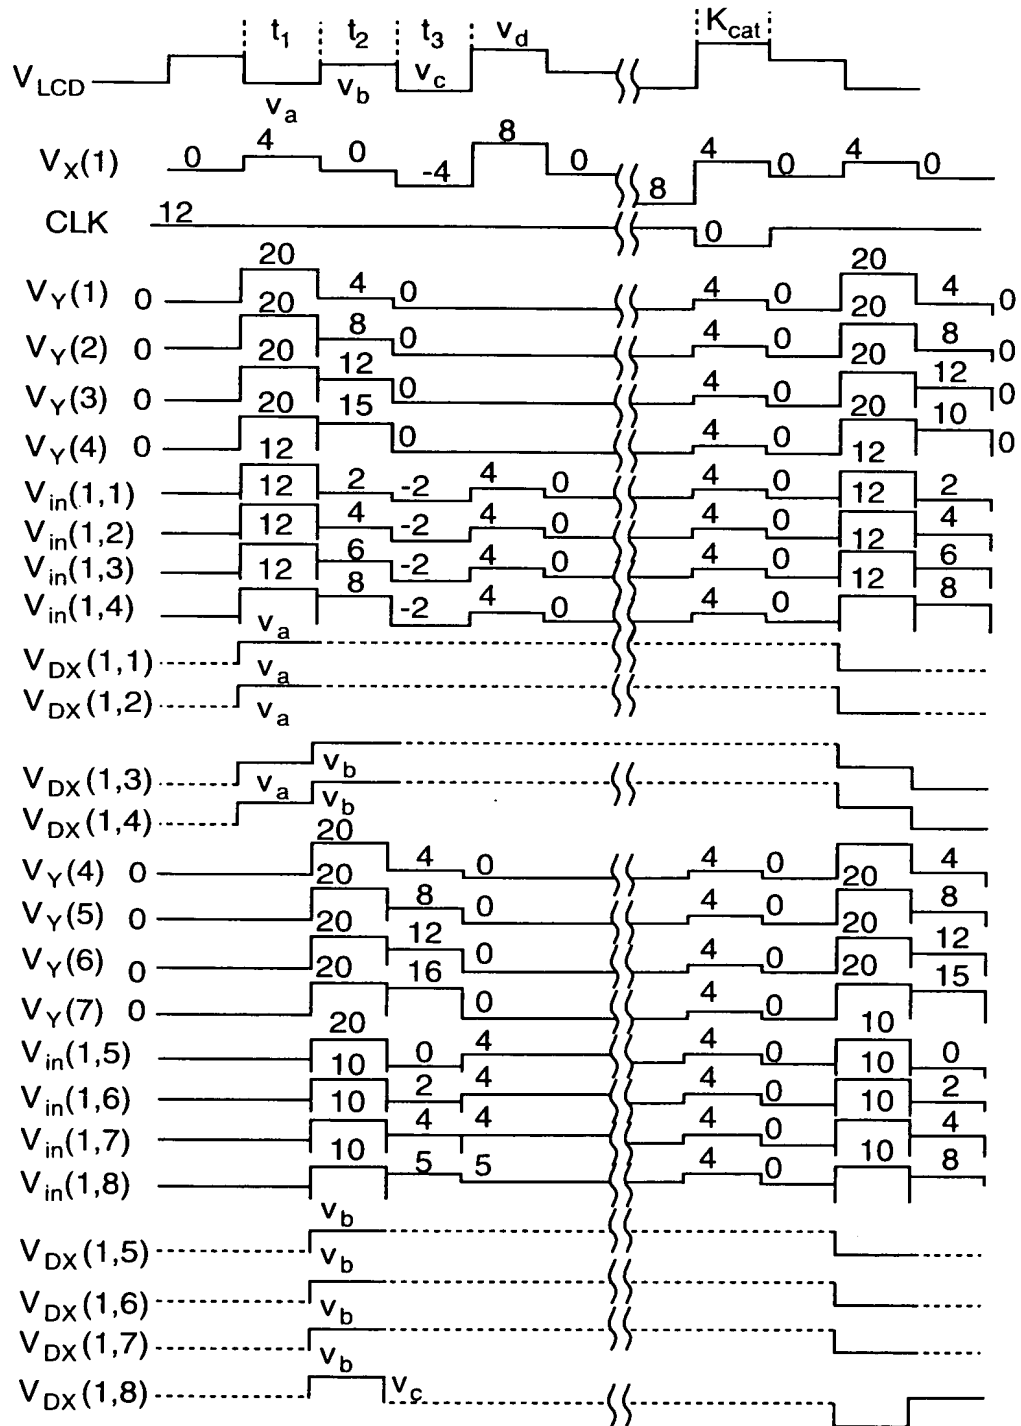 t1 t2 t3 vd Kcat
VLCD va vb vc
VX(1) 0 4 0 -4 8 0 8 4 0 4 0
CLK 12 0
20 20
VY(1) 0 4 0 4 0 4 0
20 20
VY(2) 0 8 0 4 0 8 0
20 20
VY(3) 0 12 0 4 0 12 0
20 20
VY(4) 0 15 0 4 0 10 0
12 12
Vin(1,1) 2 -2 4 0 4 0 2
12 12
Vin(1,2) 4 -2 4 0 4 0 4
12 12
Vin(1,3) 6 -2 4 0 4 0 6
12 12
Vin(1,4) 8 -2 4 0 4 0 8
va
VDX(1,1)
va
VDX(1,2)
va
VDX(1,3) vb
va
VDX(1,4) vb
20
VY(4) 0 4 0 4 0 4
20 20
VY(5) 0 8 0 4 0 8
20 20
VY(6) 0 12 0 4 0 12
20 20
VY(7) 0 16 0 4 0 15
20 10
Vin(1,5) 0 4 4 0 0
10 10
Vin(1,6) 2 4 4 0 2
10 10
Vin(1,7) 4 4 4 0 4
10 10
Vin(1,8) 5 5 4 0 8
vb
VDX(1,5)
vb
VDX(1,6)
vb
VDX(1,7)
vb
VDX(1,8) vc